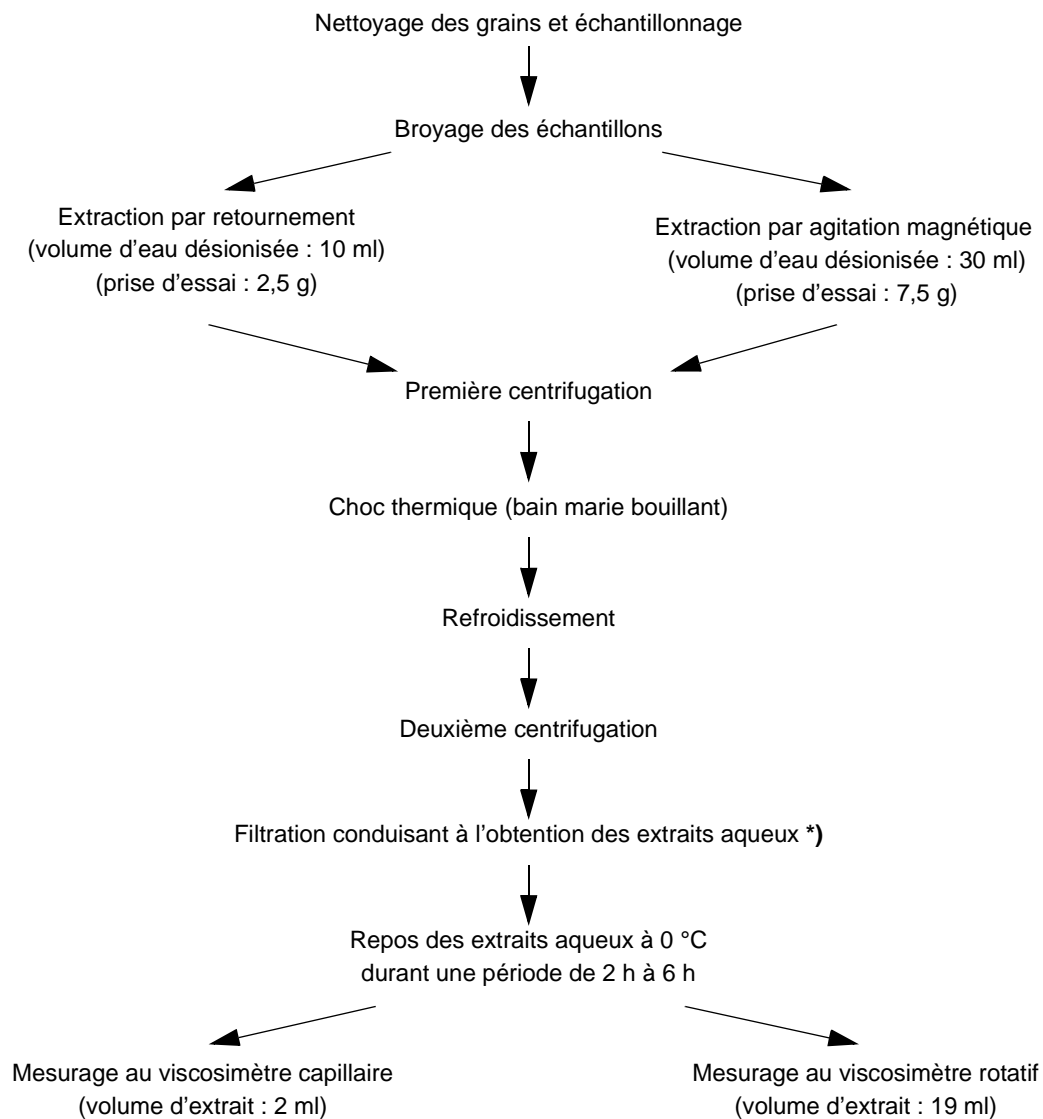 Nettoyage des grains et échantillonnage
Broyage des échantillons
Extraction par retournement
(volume d'eau désionisée : 10 ml)
(prise d'essai : 2,5 g)
Extraction par agitation magnétique
(volume d'eau désionisée : 30 ml)
(prise d'essai : 7,5 g)
Première centrifugation
Choc thermique (bain marie bouillant)
Refroidissement
Deuxième centrifugation
Filtration conduisant à l'obtention des extraits aqueux *)
Repos des extraits aqueux à 0 °C
durant une période de 2 h à 6 h
Mesurage au viscosimètre capillaire
(volume d'extrait : 2 ml)
Mesurage au viscosimètre rotatif
(volume d'extrait : 19 ml)